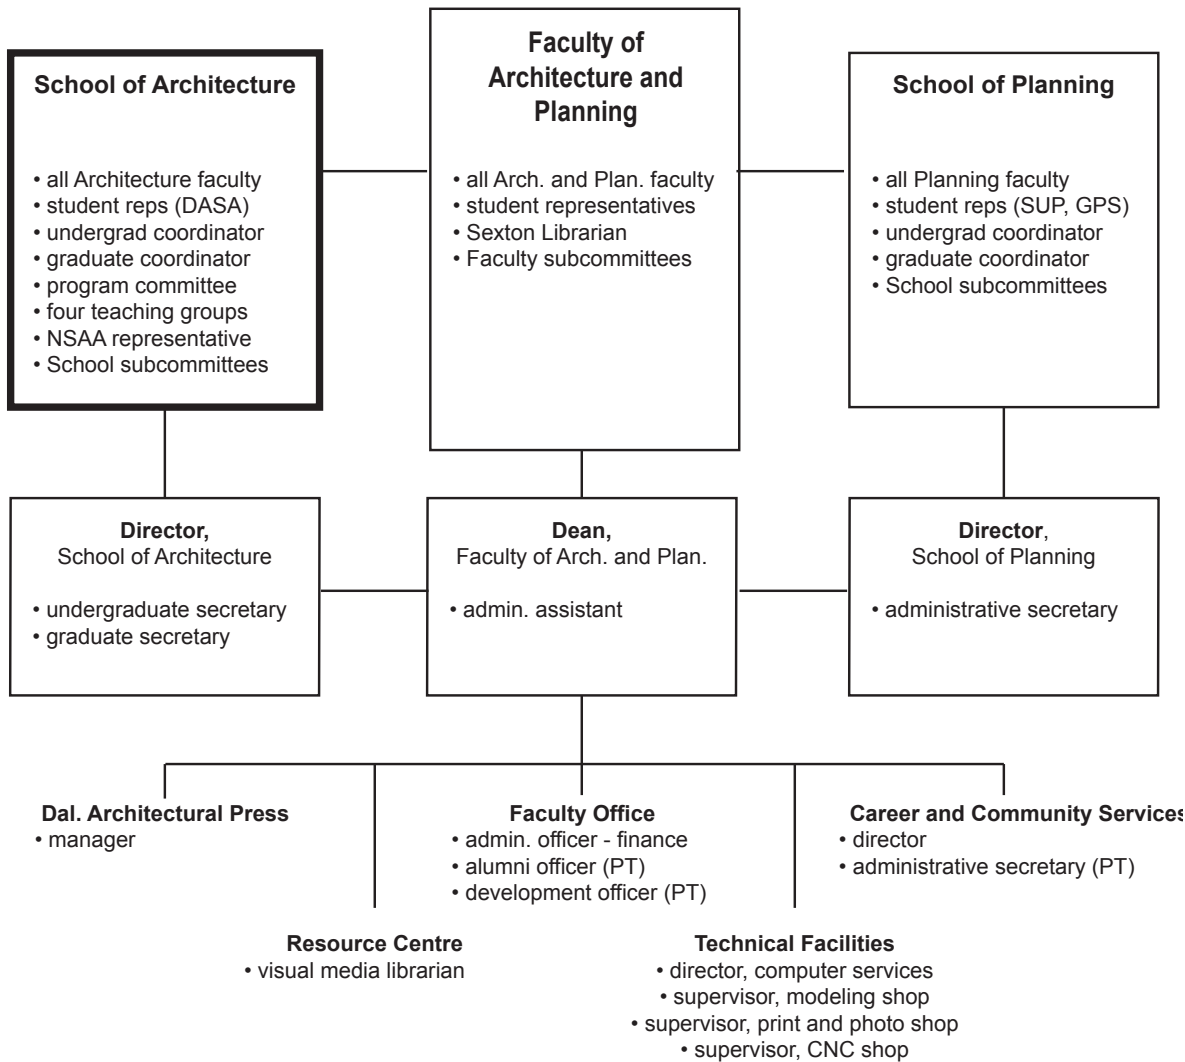 School of Architecture
• all Architecture faculty
• student reps (DASA)
• undergrad coordinator
• graduate coordinator
• program committee
• four teaching groups
• NSAA representative
• School subcommittees
Faculty of
Architecture and
Planning
• all Arch. and Plan. faculty
• student representatives
• Sexton Librarian
• Faculty subcommittees
School of Planning
• all Planning faculty
• student reps (SUP, GPS)
• undergrad coordinator
• graduate coordinator
• School subcommittees
Director,
School of Architecture
• undergraduate secretary
• graduate secretary
Dean,
Faculty of Arch. and Plan.
• admin. assistant
Director,
School of Planning
• administrative secretary
Dal. Architectural Press
• manager
Faculty Office
• admin. officer - finance
• alumni officer (PT)
• development officer (PT)
Career and Community Services
• director
• administrative secretary (PT)
Resource Centre
• visual media librarian
Technical Facilities
• director, computer services
• supervisor, modeling shop
• supervisor, print and photo shop
• supervisor, CNC shop